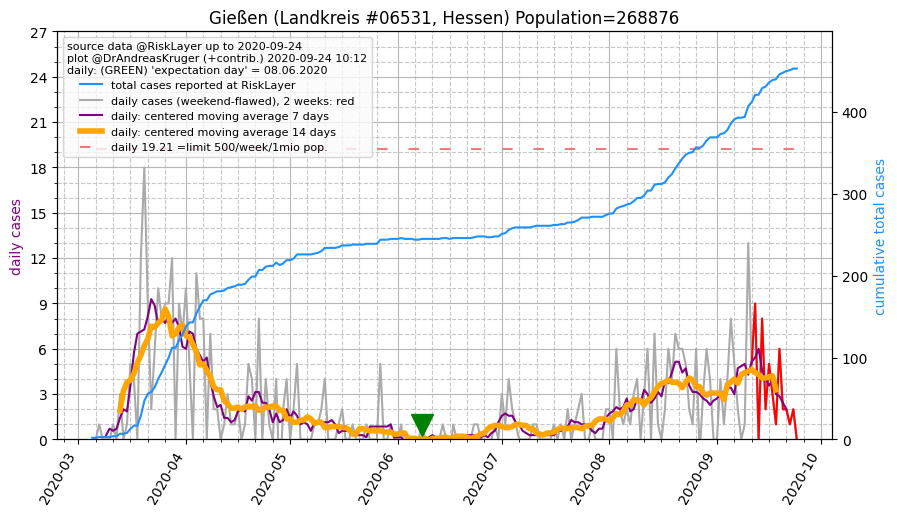 Gießen (Landkreis #06531, Hessen) Population=268876
source data @RiskLayer up to 2020-09-24
plot @DrAndreasKruger (+contrib.) 2020-09-24 10:12
daily: (GREEN) 'expectation day' = 08.06.2020
total cases reported at RiskLayer
daily cases (weekend-flawed), 2 weeks: red
daily: centered moving average 7 days
daily: centered moving average 14 days
daily 19.21 =limit 500/week/1mio pop.
daily cases
27
24
21
18
15
12
9
6
3
0
cumulative total cases
400
300
200
100
0
2020-03
2020-04
2020-05
2020-06
2020-07
2020-08
2020-09
2020-10